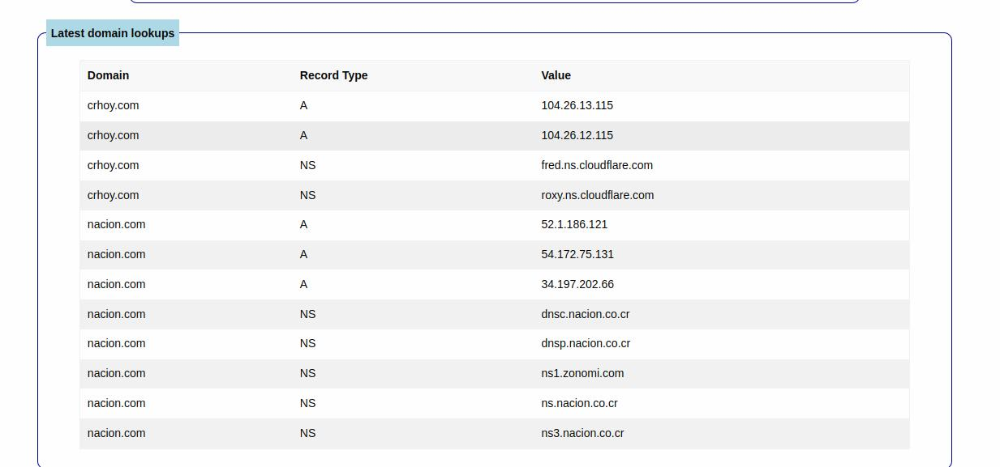 Latest domain lookups
Domain Record Type Value
crhoy.com A 104.26.13.115
crhoy.com A 104.26.12.115
crhoy.com NS fred.ns.cloudflare.com
crhoy.com NS roxy.ns.cloudflare.com
nacion.com A 52.1.186.121
nacion.com A 54.172.75.131
nacion.com A 34.197.202.66
nacion.com NS dnsc.nacion.co.cr
nacion.com NS dnsp.nacion.co.cr
nacion.com NS ns1.zonomi.com
nacion.com NS ns.nacion.co.cr
nacion.com NS ns3.nacion.co.cr